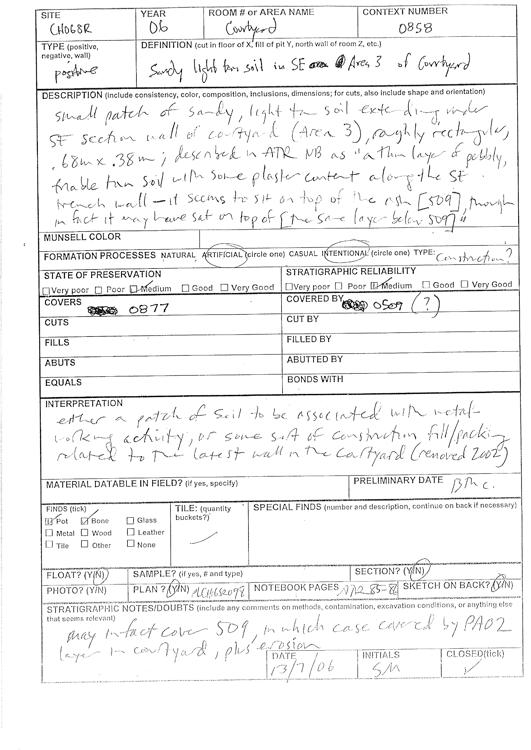 SITE YEAR ROOM # or AREA NAME CONTEXT NUMBER
CHO6SR 06 Courtyard 0858
TYPE (positive, negative, wall) DEFINITION (cut in floor of X, fill of pit Y, north wall of room Z, etc.)
positive Sandy light tan soil in SE Area 3 of Courtyard
DESCRIPTION (include consistency, color, composition, inclusions, dimensions; for cuts, also include shape and orientation)
small patch of sandy, light tan soil extending under
SE section wall of courtyard (Area 3), roughly rectangular,
.68m x .38m; described in ATR NB as "a thin layer of pebbly,
friable tan soil with some plaster content along the SE
trench wall – it seems to sit on top of the ash [509], though
in fact it may have sat on top of [the same layer below 509]"
MUNSELL COLOR
FORMATION PROCESSES NATURAL ARTIFICIAL (circle one) CASUAL INTENTIONAL (circle one) TYPE: Construction?
STATE OF PRESERVATION STRATIGRAPHIC RELIABILITY
Very poor Poor Medium Good Very Good Very poor Poor Medium Good Very Good
COVERS 0877 COVERED BY 0509 (?)
CUTS CUT BY
FILLS FILLED BY
ABUTS ABUTTED BY
EQUALS BONDS WITH
INTERPRETATION
either a patch of soil to be associated with metal-
working activity, or some sort of construction fill/packing
related to the latest wall in the courtyard (removed 2002)
MATERIAL DATABLE IN FIELD? (if yes, specify) PRELIMINARY DATE 13th c.
FINDS (tick) TILE: (quantity buckets?) SPECIAL FINDS (number and description, continue on back if necessary)
Pot Bone Glass
Metal Wood Leather
Tile Other None
FLOAT? (Y/N) SAMPLE? (if yes, # and type) SECTION? (Y/N)
PHOTO? (Y/N) PLAN? (Y/N) NOTEBOOK PAGES ATR 85-86 SKETCH ON BACK? (Y/N)
STRATIGRAPHIC NOTES/DOUBTS (include any comments on methods, contamination, excavation conditions, or anything else that seems relevant)
may in fact cover 509, in which case covered by PA02
layer in courtyard, plus erosion
DATE INITIALS CLOSED(tick)
13/7/06 SM